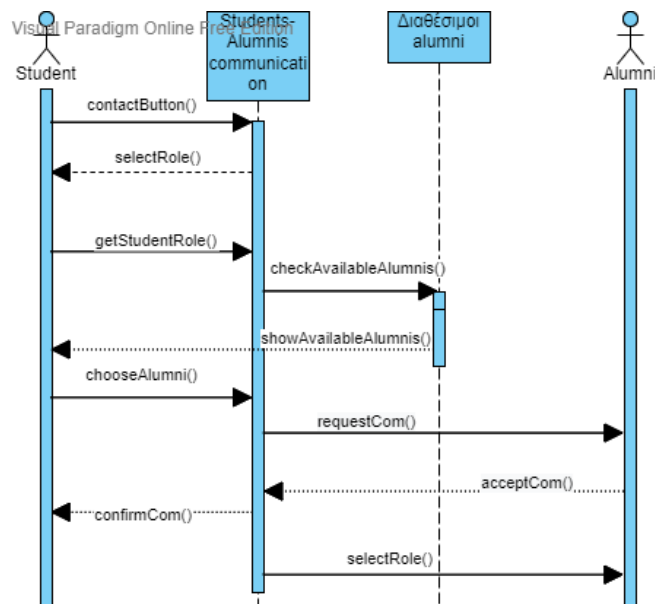 Visual Paradigm Online Free Edition
Students-
Alumnis
communicati
on
Διαθέσιμοι
alumni
Student
Alumni
contactButton()
selectRole()
getStudentRole()
checkAvailableAlumnis()
showAvailableAlumnis()
chooseAlumni()
requestCom()
acceptCom()
confirmCom()
selectRole()